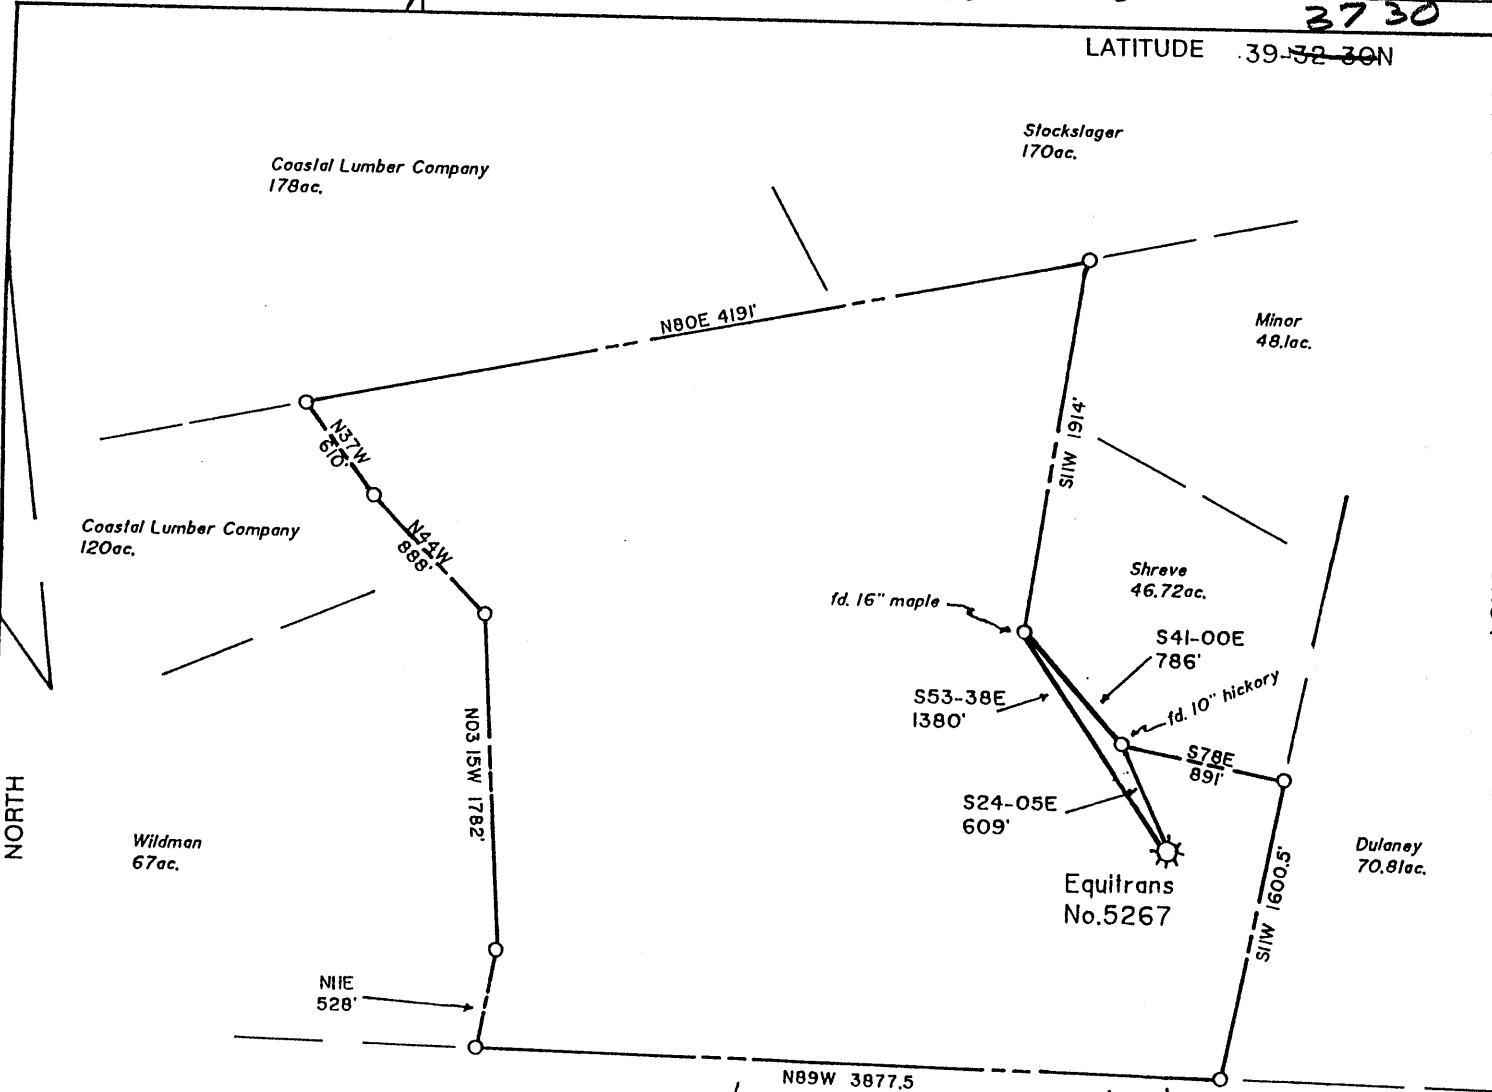 37 30
LATITUDE 39-32-30N
Stockslager
170ac.
Coastal Lumber Company
178ac.
N80E 4191'
Minor
48.1ac.
N37W
610'
S11W 1914'
Coastal Lumber Company
120ac.
N44W
888'
Shreve
46.72ac.
fd. 16" maple
S41-00E
786'
fd. 10" hickory
S53-38E
1380'
S78E
891'
N03 15W 1782'
S24-05E
609'
NORTH
Wildman
67ac.
Dulaney
70.81ac.
Equitrans
No.5267
S11W 1600.5'
N11E
528'
N89W 3877.5